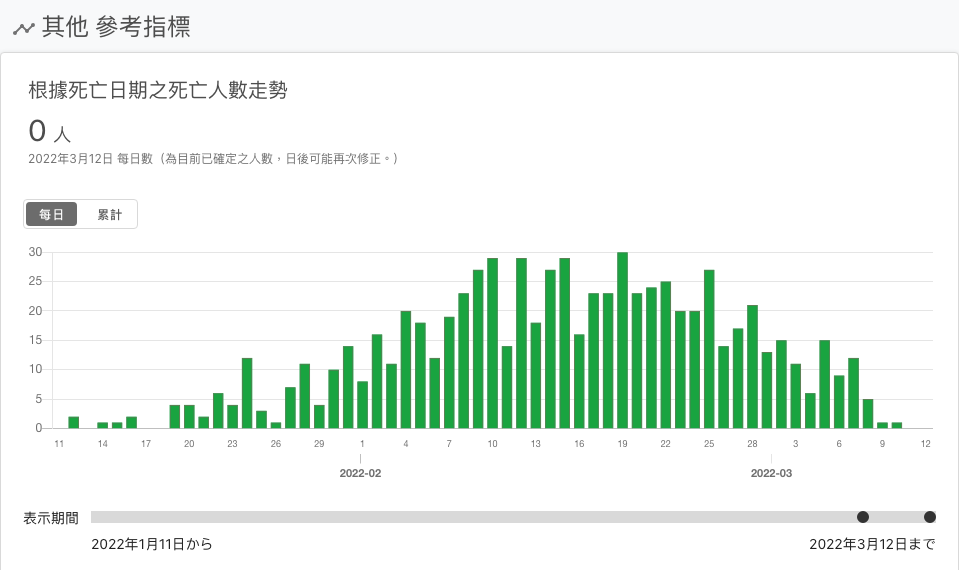 其他 參考指標
根據死亡日期之死亡人數走勢
0 人
2022年3月12日 每日數（為目前已確定之人數，日後可能再次修正。）
每日 累計
30
25
20
15
10
5
0
11 14 17 20 23 26 29 1 4 7 10 13 16 19 22 25 28 3 6 9 12
2022-02 2022-03
表示期間
2022年1月11日から 2022年3月12日まで